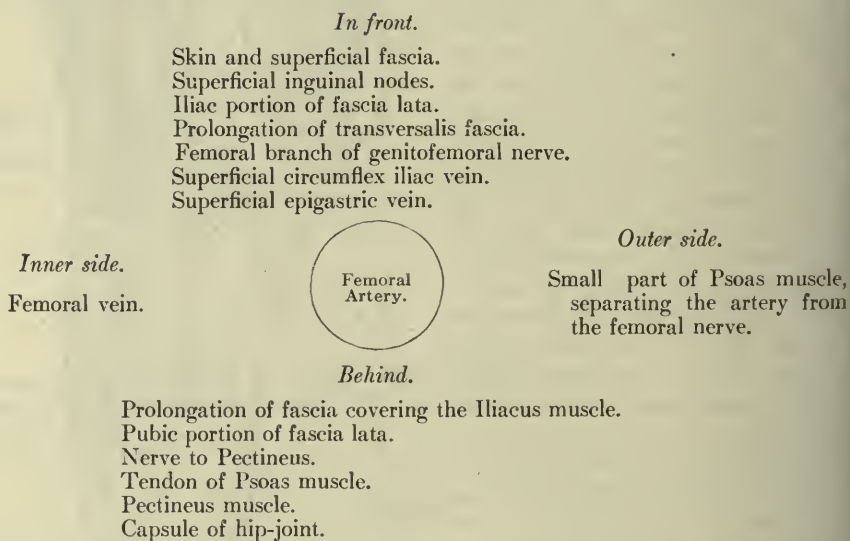 In front.
Skin and superficial fascia.
Superficial inguinal nodes.
Iliac portion of fascia lata.
Prolongation of transversalis fascia.
Femoral branch of genitofemoral nerve.
Superficial circumflex iliac vein.
Superficial epigastric vein.
Inner side.
Femoral vein.
Femoral
Artery.
Outer side.
Small part of Psoas muscle,
separating the artery from
the femoral nerve.
Behind.
Prolongation of fascia covering the Iliacus muscle.
Pubic portion of fascia lata.
Nerve to Pectineus.
Tendon of Psoas muscle.
Pectineus muscle.
Capsule of hip-joint.